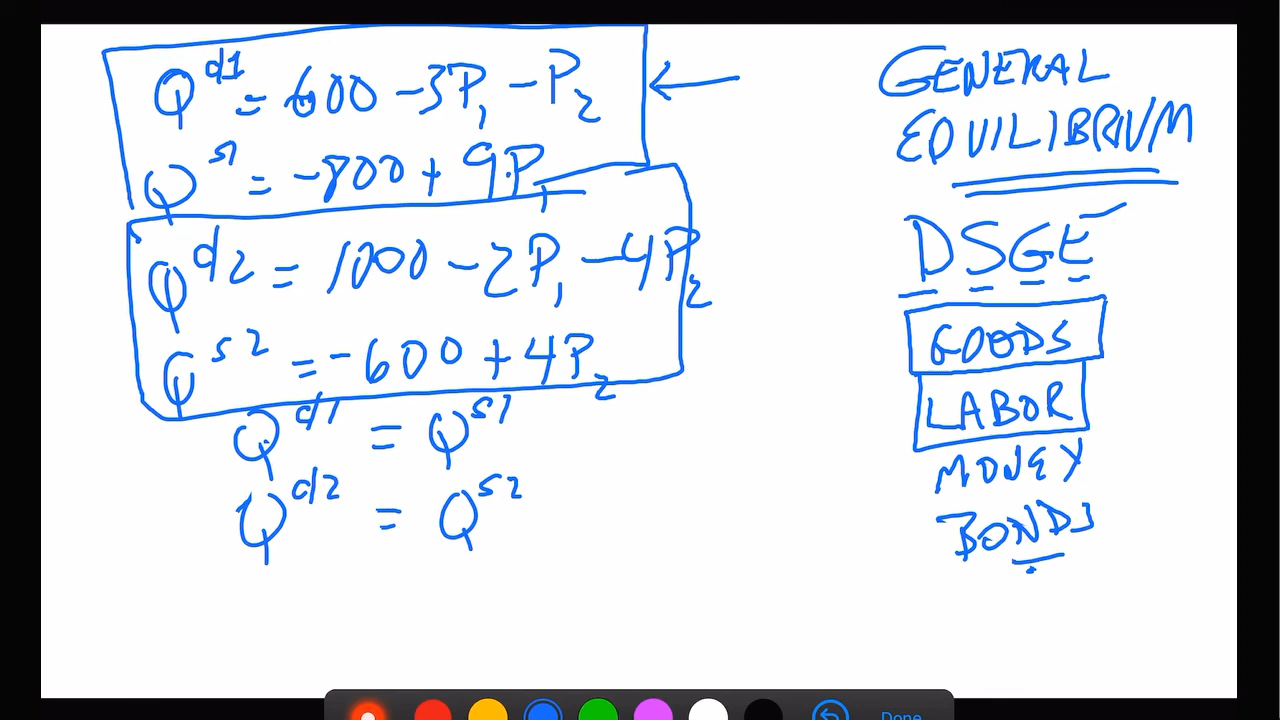 Q^d1 = 600 - 3P₁ - P₂
Q^s1 = -800 + 9P₁
Q^d2 = 1000 - 2P₁ - 4P₂
Q^s2 = -600 + 4P₂
Q^d1 = Q^s1
Q^d2 = Q^s2
GENERAL
EQUILIBRIUM
DSGE
GOODS
LABOR
MONEY
BONDS
Done